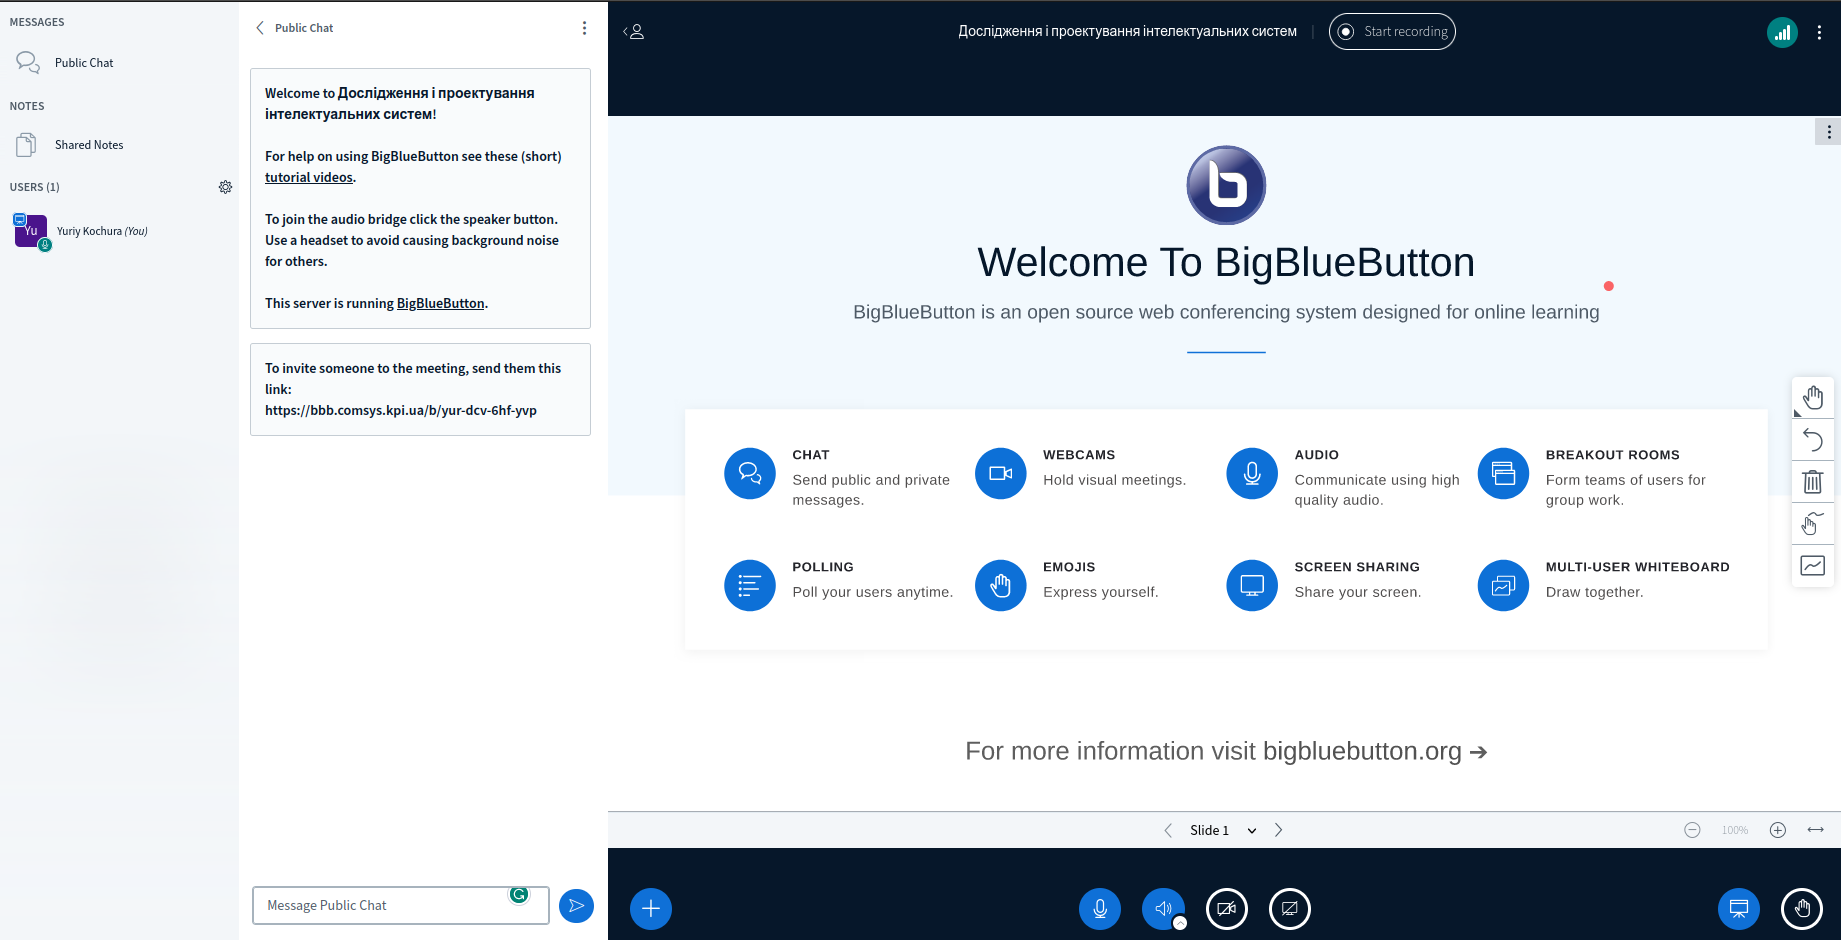 MESSAGES
Public Chat
NOTES
Shared Notes
USERS (1)
Yu
Yuriy Kochura (You)
Public Chat
Welcome to Дослідження і проектування
інтелектуальних систем!
For help on using BigBlueButton see these (short)
tutorial videos.
To join the audio bridge click the speaker button.
Use a headset to avoid causing background noise
for others.
This server is running BigBlueButton.
To invite someone to the meeting, send them this
link:
https://bbb.comsys.kpi.ua/b/yur-dcv-6hf-yvp
Message Public Chat
Дослідження і проектування інтелектуальних систем
Start recording
Welcome To BigBlueButton
BigBlueButton is an open source web conferencing system designed for online learning
CHAT
Send public and private
messages.
WEBCAMS
Hold visual meetings.
AUDIO
Communicate using high
quality audio.
BREAKOUT ROOMS
Form teams of users for
group work.
POLLING
Poll your users anytime.
EMOJIS
Express yourself.
SCREEN SHARING
Share your screen.
MULTI-USER WHITEBOARD
Draw together.
For more information visit bigbluebutton.org →
Slide 1
100%